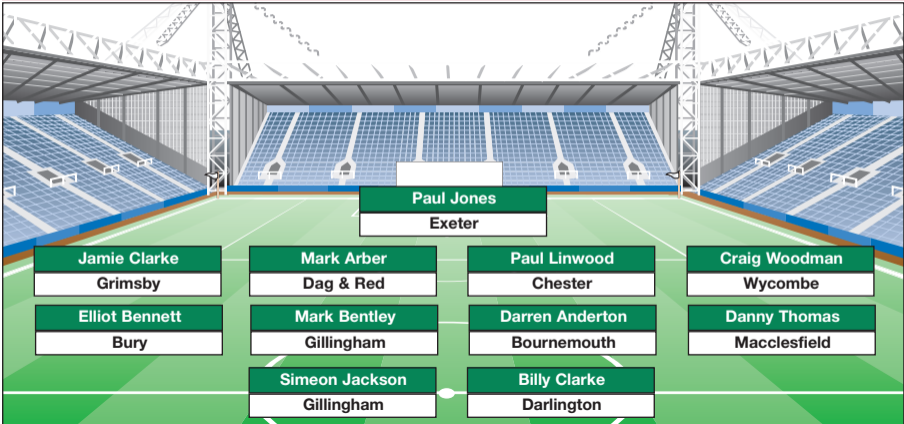 Paul Jones
Exeter
Jamie Clarke
Grimsby
Mark Arber
Dag & Red
Paul Linwood
Chester
Craig Woodman
Wycombe
Elliot Bennett
Bury
Mark Bentley
Gillingham
Darren Anderton
Bournemouth
Danny Thomas
Macclesfield
Simeon Jackson
Gillingham
Billy Clarke
Darlington